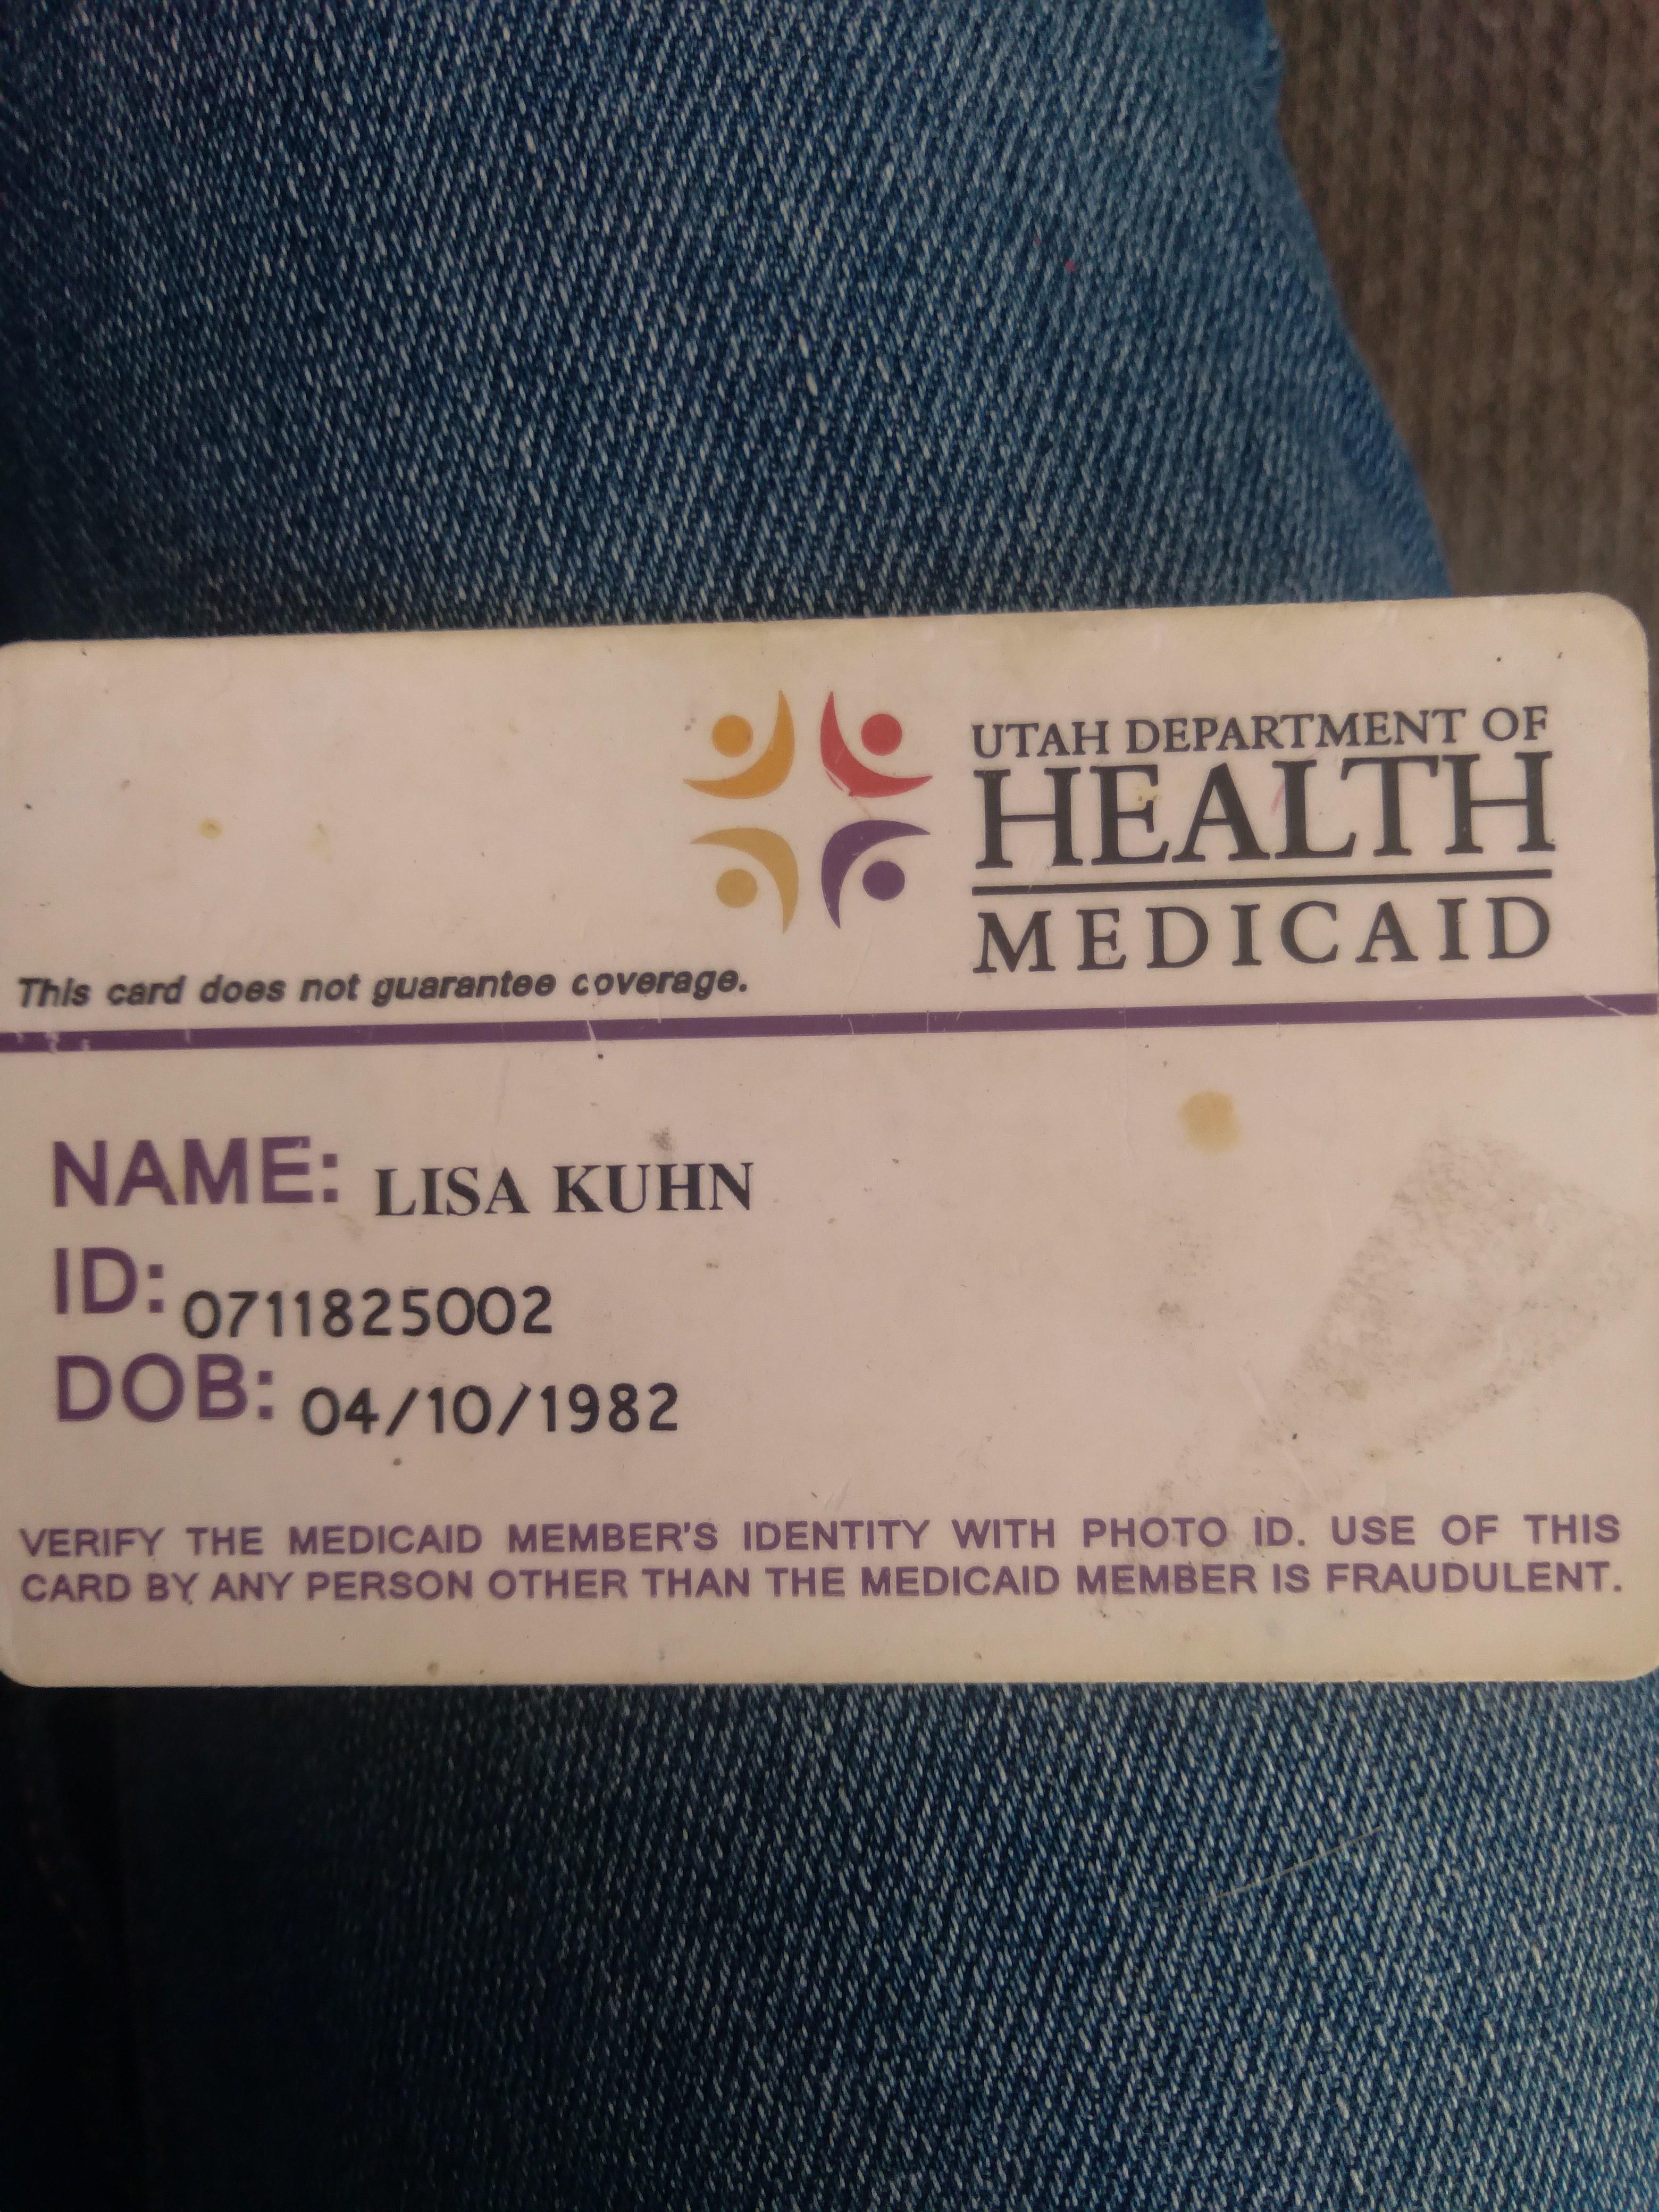 UTAH DEPARTMENT OF
HEALTH
MEDICAID
This card does not guarantee coverage.
NAME: LISA KUHN
ID: 0711825002
DOB: 04/10/1982
VERIFY THE MEDICAID MEMBER'S IDENTITY WITH PHOTO ID. USE OF THIS
CARD BY ANY PERSON OTHER THAN THE MEDICAID MEMBER IS FRAUDULENT.